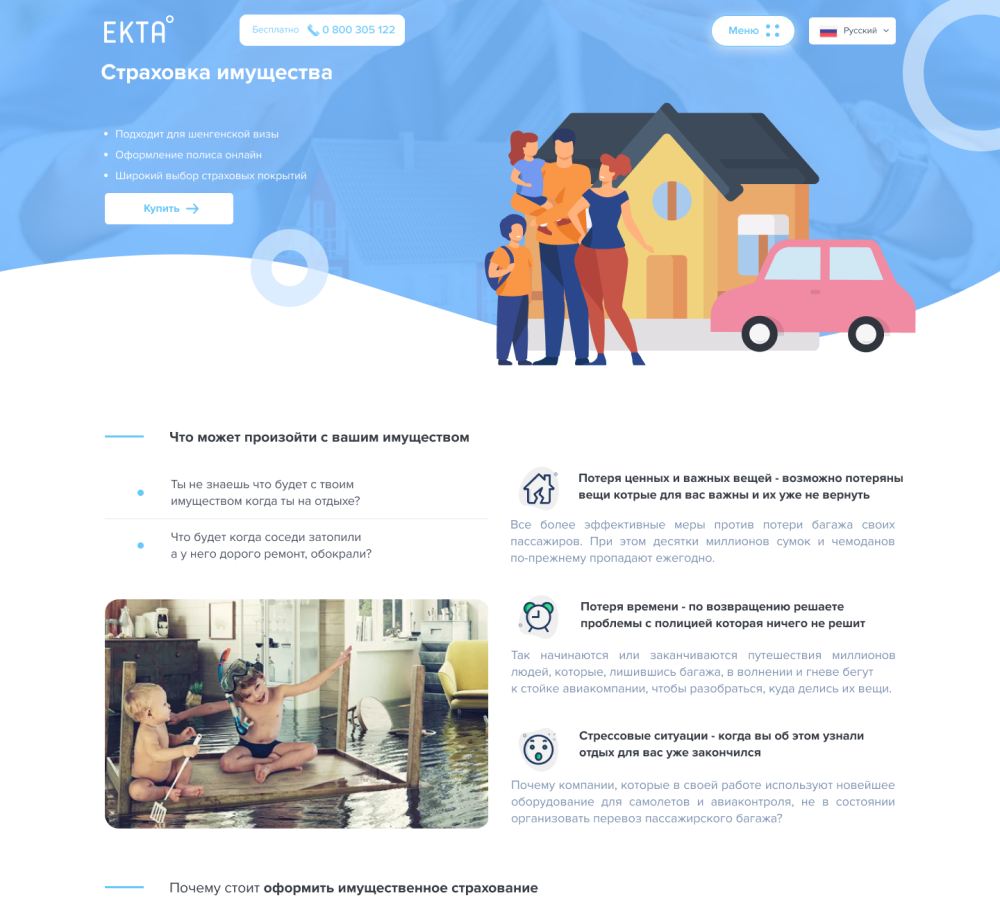 ЕКТА°
Бесплатно 0 800 305 122
Меню
Русский
Страховка имущества
Подходит для шенгенской визы
Оформление полиса онлайн
Широкий выбор страховых покрытий
Купить
Что может произойти с вашим имуществом
Ты не знаешь что будет с твоим
имуществом когда ты на отдыхе?
Что будет когда соседи затопили
а у него дорого ремонт, обокрали?
Потеря ценных и важных вещей - возможно потеряны
вещи котрые для вас важны и их уже не вернуть
Все более эффективные меры против потери багажа своих
пассажиров. При этом десятки миллионов сумок и чемоданов
по-прежнему пропадают ежегодно.
Потеря времени - по возвращению решаете
проблемы с полицией которая ничего не решит
Так начинаются или заканчиваются путешествия миллионов
людей, которые, лишившись багажа, в волнении и гневе бегут
к стойке авиакомпании, чтобы разобраться, куда делись их вещи.
Стрессовые ситуации - когда вы об этом узнали
отдых для вас уже закончился
Почему компании, которые в своей работе используют новейшее
оборудование для самолетов и авиаконтроля, не в состоянии
организовать перевоз пассажирского багажа?
Почему стоит оформить имущественное страхование